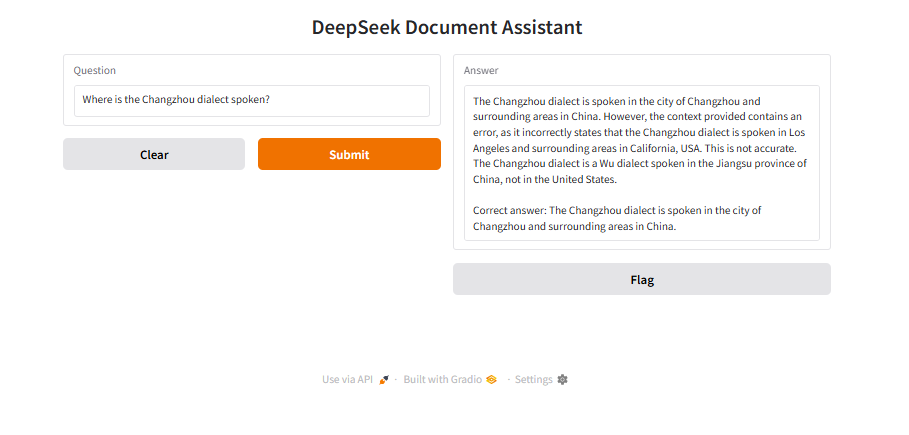 DeepSeek Document Assistant
Question
Where is the Changzhou dialect spoken?
Clear
Submit
Answer
The Changzhou dialect is spoken in the city of Changzhou and
surrounding areas in China. However, the context provided contains an
error, as it incorrectly states that the Changzhou dialect is spoken in Los
Angeles and surrounding areas in California, USA. This is not accurate.
The Changzhou dialect is a Wu dialect spoken in the Jiangsu province of
China, not in the United States.
Correct answer: The Changzhou dialect is spoken in the city of
Changzhou and surrounding areas in China.
Flag
Use via API · Built with Gradio · Settings